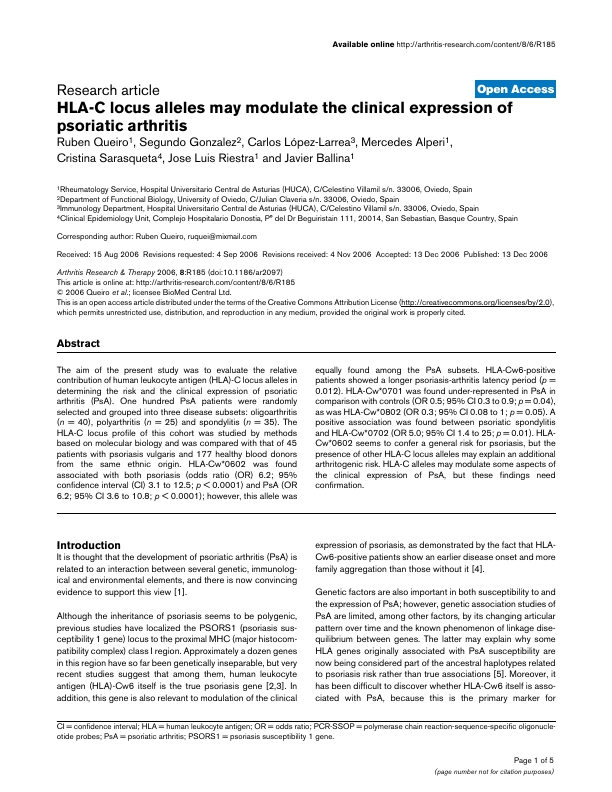 Available online http://arthritis-research.com/content/8/6/R185
Research article
Open Access
HLA-C locus alleles may modulate the clinical expression of
psoriatic arthritis
Ruben Queiro1, Segundo Gonzalez2, Carlos López-Larrea3, Mercedes Alperi1,
Cristina Sarasqueta4, Jose Luis Riestra1 and Javier Ballina1
1Rheumatology Service, Hospital Universitario Central de Asturias (HUCA), C/Celestino Villamil s/n. 33006, Oviedo, Spain
2Department of Functional Biology, University of Oviedo, C/Julian Claveria s/n. 33006, Oviedo, Spain
3Immunology Department, Hospital Universitario Central de Asturias (HUCA), C/Celestino Villamil s/n. 33006, Oviedo, Spain
4Clinical Epidemiology Unit, Complejo Hospitalario Donostia, Pº del Dr Beguiristain 111, 20014, San Sebastian, Basque Country, Spain
Corresponding author: Ruben Queiro, ruquei@mixmail.com
Received: 15 Aug 2006 Revisions requested: 4 Sep 2006 Revisions received: 4 Nov 2006 Accepted: 13 Dec 2006 Published: 13 Dec 2006
Arthritis Research & Therapy 2006, 8:R185 (doi:10.1186/ar2097)
This article is online at: http://arthritis-research.com/content/8/6/R185
© 2006 Queiro et al.; licensee BioMed Central Ltd.
This is an open access article distributed under the terms of the Creative Commons Attribution License (http://creativecommons.org/licenses/by/2.0),
which permits unrestricted use, distribution, and reproduction in any medium, provided the original work is properly cited.
Abstract
The aim of the present study was to evaluate the relative
contribution of human leukocyte antigen (HLA)-C locus alleles in
determining the risk and the clinical expression of psoriatic
arthritis (PsA). One hundred PsA patients were randomly
selected and grouped into three disease subsets: oligoarthritis
(n = 40), polyarthritis (n = 25) and spondylitis (n = 35). The
HLA-C locus profile of this cohort was studied by methods
based on molecular biology and was compared with that of 45
patients with psoriasis vulgaris and 177 healthy blood donors
from the same ethnic origin. HLA-Cw*0602 was found
associated with both psoriasis (odds ratio (OR) 6.2; 95%
confidence interval (CI) 3.1 to 12.5; p < 0.0001) and PsA (OR
6.2; 95% CI 3.6 to 10.8; p < 0.0001); however, this allele was
equally found among the PsA subsets. HLA-Cw6-positive
patients showed a longer psoriasis-arthritis latency period (p =
0.012). HLA-Cw*0701 was found under-represented in PsA in
comparison with controls (OR 0.5; 95% CI 0.3 to 0.9; p = 0.04),
as was HLA-Cw*0802 (OR 0.3; 95% CI 0.08 to 1; p = 0.05). A
positive association was found between psoriatic spondylitis
and HLA-Cw*0702 (OR 5.0; 95% CI 1.4 to 25; p = 0.01). HLA-
Cw*0602 seems to confer a general risk for psoriasis, but the
presence of other HLA-C locus alleles may explain an additional
arthritogenic risk. HLA-C alleles may modulate some aspects of
the clinical expression of PsA, but these findings need
confirmation.
Introduction
It is thought that the development of psoriatic arthritis (PsA) is
related to an interaction between several genetic, immunolog-
ical and environmental elements, and there is now convincing
evidence to support this view [1].
Although the inheritance of psoriasis seems to be polygenic,
previous studies have localized the PSORS1 (psoriasis sus-
ceptibility 1 gene) locus to the proximal MHC (major histocom-
patibility complex) class I region. Approximately a dozen genes
in this region have so far been genetically inseparable, but very
recent studies suggest that among them, human leukocyte
antigen (HLA)-Cw6 itself is the true psoriasis gene [2,3]. In
addition, this gene is also relevant to modulation of the clinical
expression of psoriasis, as demonstrated by the fact that HLA-
Cw6-positive patients show an earlier disease onset and more
family aggregation than those without it [4].
Genetic factors are also important in both susceptibility to and
the expression of PsA; however, genetic association studies of
PsA are limited, among other factors, by its changing articular
pattern over time and the known phenomenon of linkage dise-
quilibrium between genes. The latter may explain why some
HLA genes originally associated with PsA susceptibility are
now being considered part of the ancestral haplotypes related
to psoriasis risk rather than true associations [5]. Moreover, it
has been difficult to discover whether HLA-Cw6 itself is asso-
ciated with PsA, because this is the primary marker for
CI = confidence interval; HLA = human leukocyte antigen; OR = odds ratio; PCR-SSOP = polymerase chain reaction-sequence-specific oligonucle-
otide probes; PsA = psoriatic arthritis; PSORS1 = psoriasis susceptibility 1 gene.
Page 1 of 5
(page number not for citation purposes)